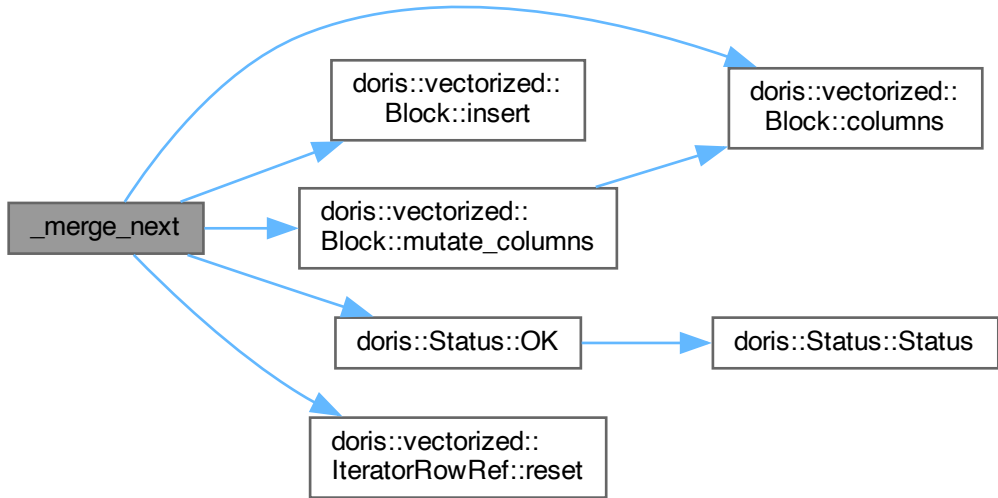 _merge_next
doris::vectorized::
Block::insert
doris::vectorized::
Block::columns
doris::vectorized::
Block::mutate_columns
doris::Status::OK
doris::Status::Status
doris::vectorized::
IteratorRowRef::reset